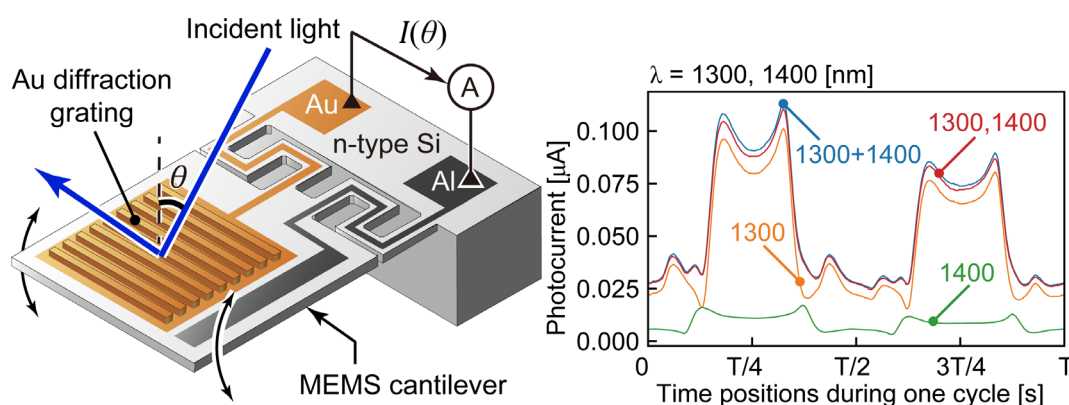 Incident light
I(θ)
A
Au diffraction
grating
Au
n-type Si
Al
θ
MEMS cantilever
λ = 1300, 1400 [nm]
Photocurrent [µA]
0.100
0.075
0.050
0.025
0.000
1300,1400
1300+1400
1300
1400
0
T/4
T/2
3T/4
T
Time positions during one cycle [s]